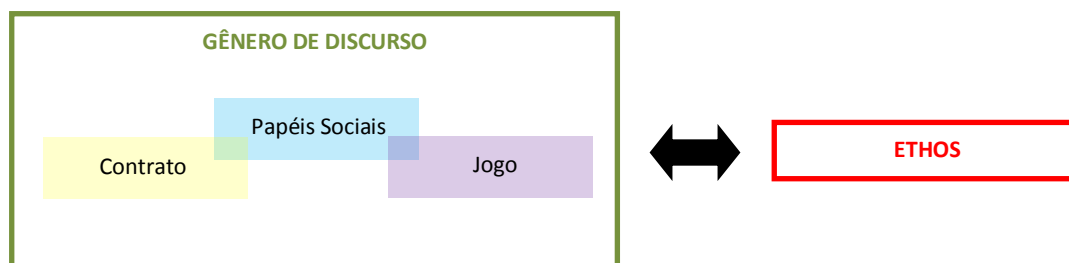 GÊNERO DE DISCURSO
Papéis Sociais
Contrato
Jogo
ETHOS